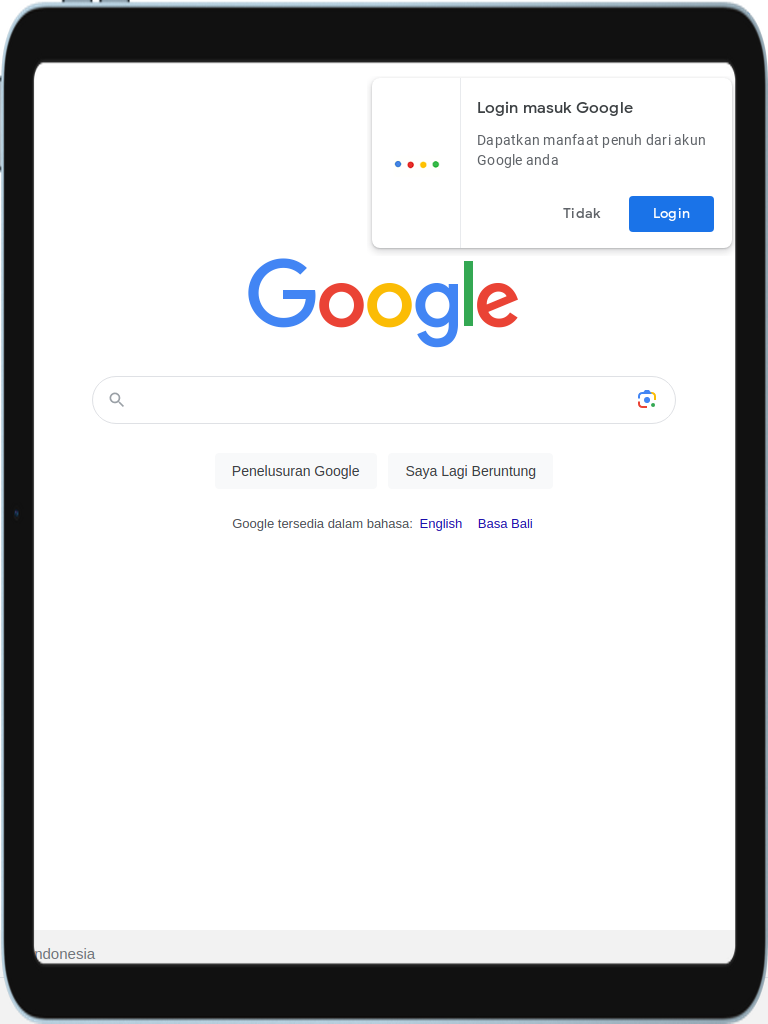 Login masuk Google
Dapatkan manfaat penuh dari akun
Google anda
Tidak
Login
Google
Penelusuran Google
Saya Lagi Beruntung
Google tersedia dalam bahasa: English Basa Bali
ndonesia